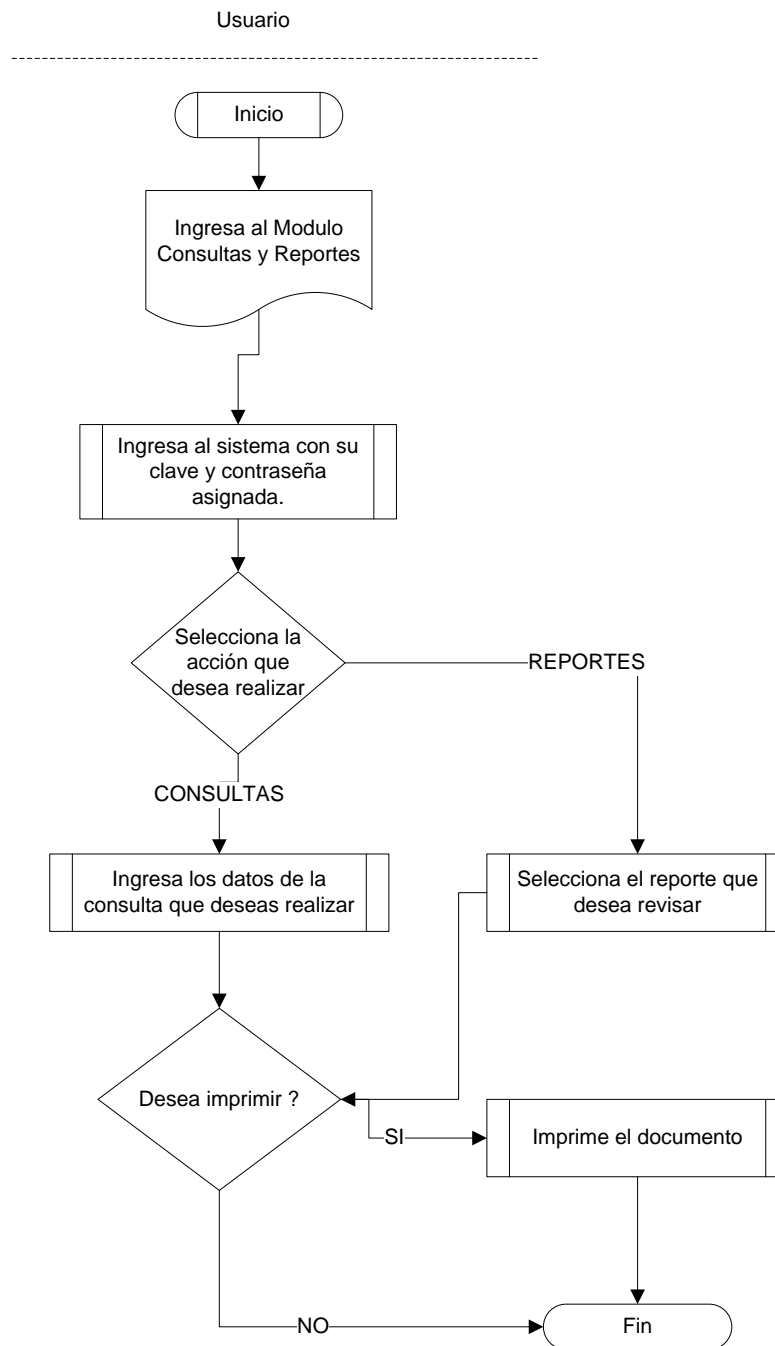 Usuario
Inicio
Ingresa al Modulo
Consultas y Reportes
Ingresa al sistema con su
clave y contraseña
asignada.
Selecciona la
acción que
desea realizar
REPORTES
CONSULTAS
Ingresa los datos de la
consulta que deseas realizar
Selecciona el reporte que
desea revisar
Desea imprimir ?
SI
Imprime el documento
NO
Fin